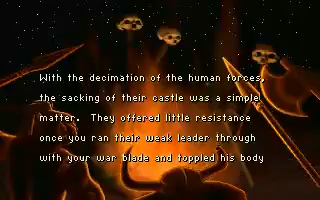 With the decimation of the human forces,
the sacking of their castle was a simple
matter. They offered little resistance
once you ran their weak leader through
with your war blade and toppled his body